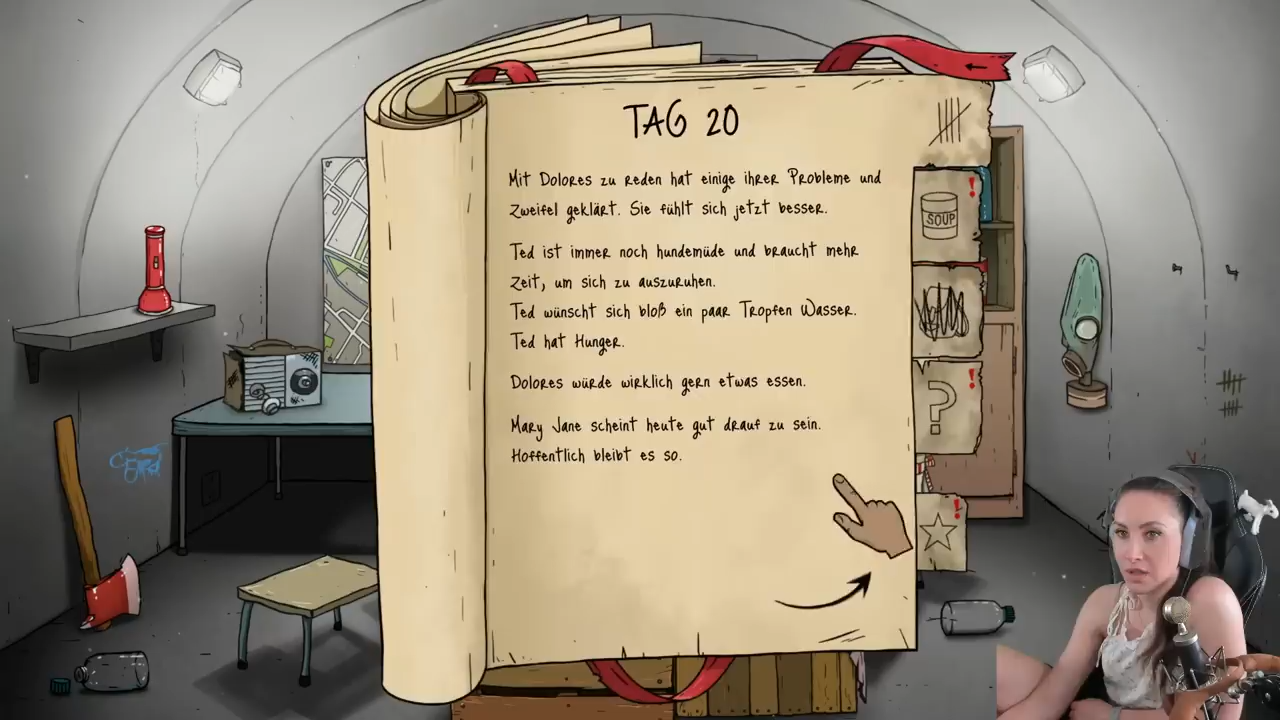 TAG 20
Mit Dolores zu reden hat einige ihrer Probleme und
Zweifel geklärt. Sie fühlt sich jetzt besser.
Ted ist immer noch hundemüde und braucht mehr
Zeit, um sich zu auszuruhen.
Ted wünscht sich bloß ein paar Tropfen Wasser.
Ted hat Hunger.
Dolores würde wirklich gern etwas essen.
Mary Jane scheint heute gut drauf zu sein.
Hoffentlich bleibt es so.
!
SOUP
!
?
!